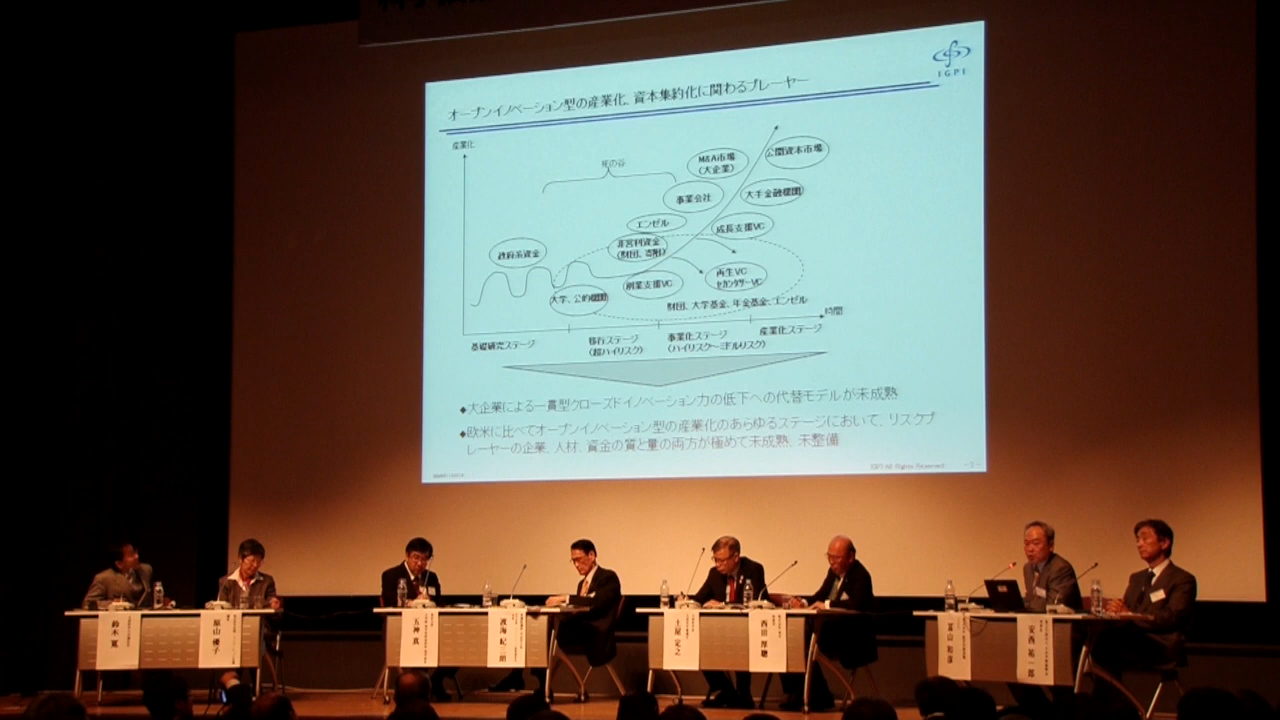 IGPI
オープンイノベーション型の産業化、資本集約化に関わるプレーヤー
産業化
死の谷
M&A市場
(大企業)
公開資本市場
事業会社
大手金融機関
エンゼル
成長支援VC
政府系資金
非営利資金
(財団、寄附)
再生VC
セカンダリーVC
創業支援VC
大学、公的機関
財団、大学基金、年金基金、エンゼル
時間
基礎研究ステージ
移行ステージ
(超ハイリスク)
事業化ステージ
(ハイリスク〜ミドルリスク)
産業化ステージ
◆大企業による一貫型クローズドイノベーション力の低下への代替モデルが未成熟
◆欧米に比べてオープンイノベーション型の産業化のあらゆるステージにおいて、リスクプ
レーヤーの企業、人材、資金の質と量の両方が極めて未成熟、未整備
IGPI All Rights Reserved
鈴木 寛
原山 優子
五神 真
渡海 紀三朗
土屋 定之
西田 厚聰
冨山 和彦
安西 祐一郎